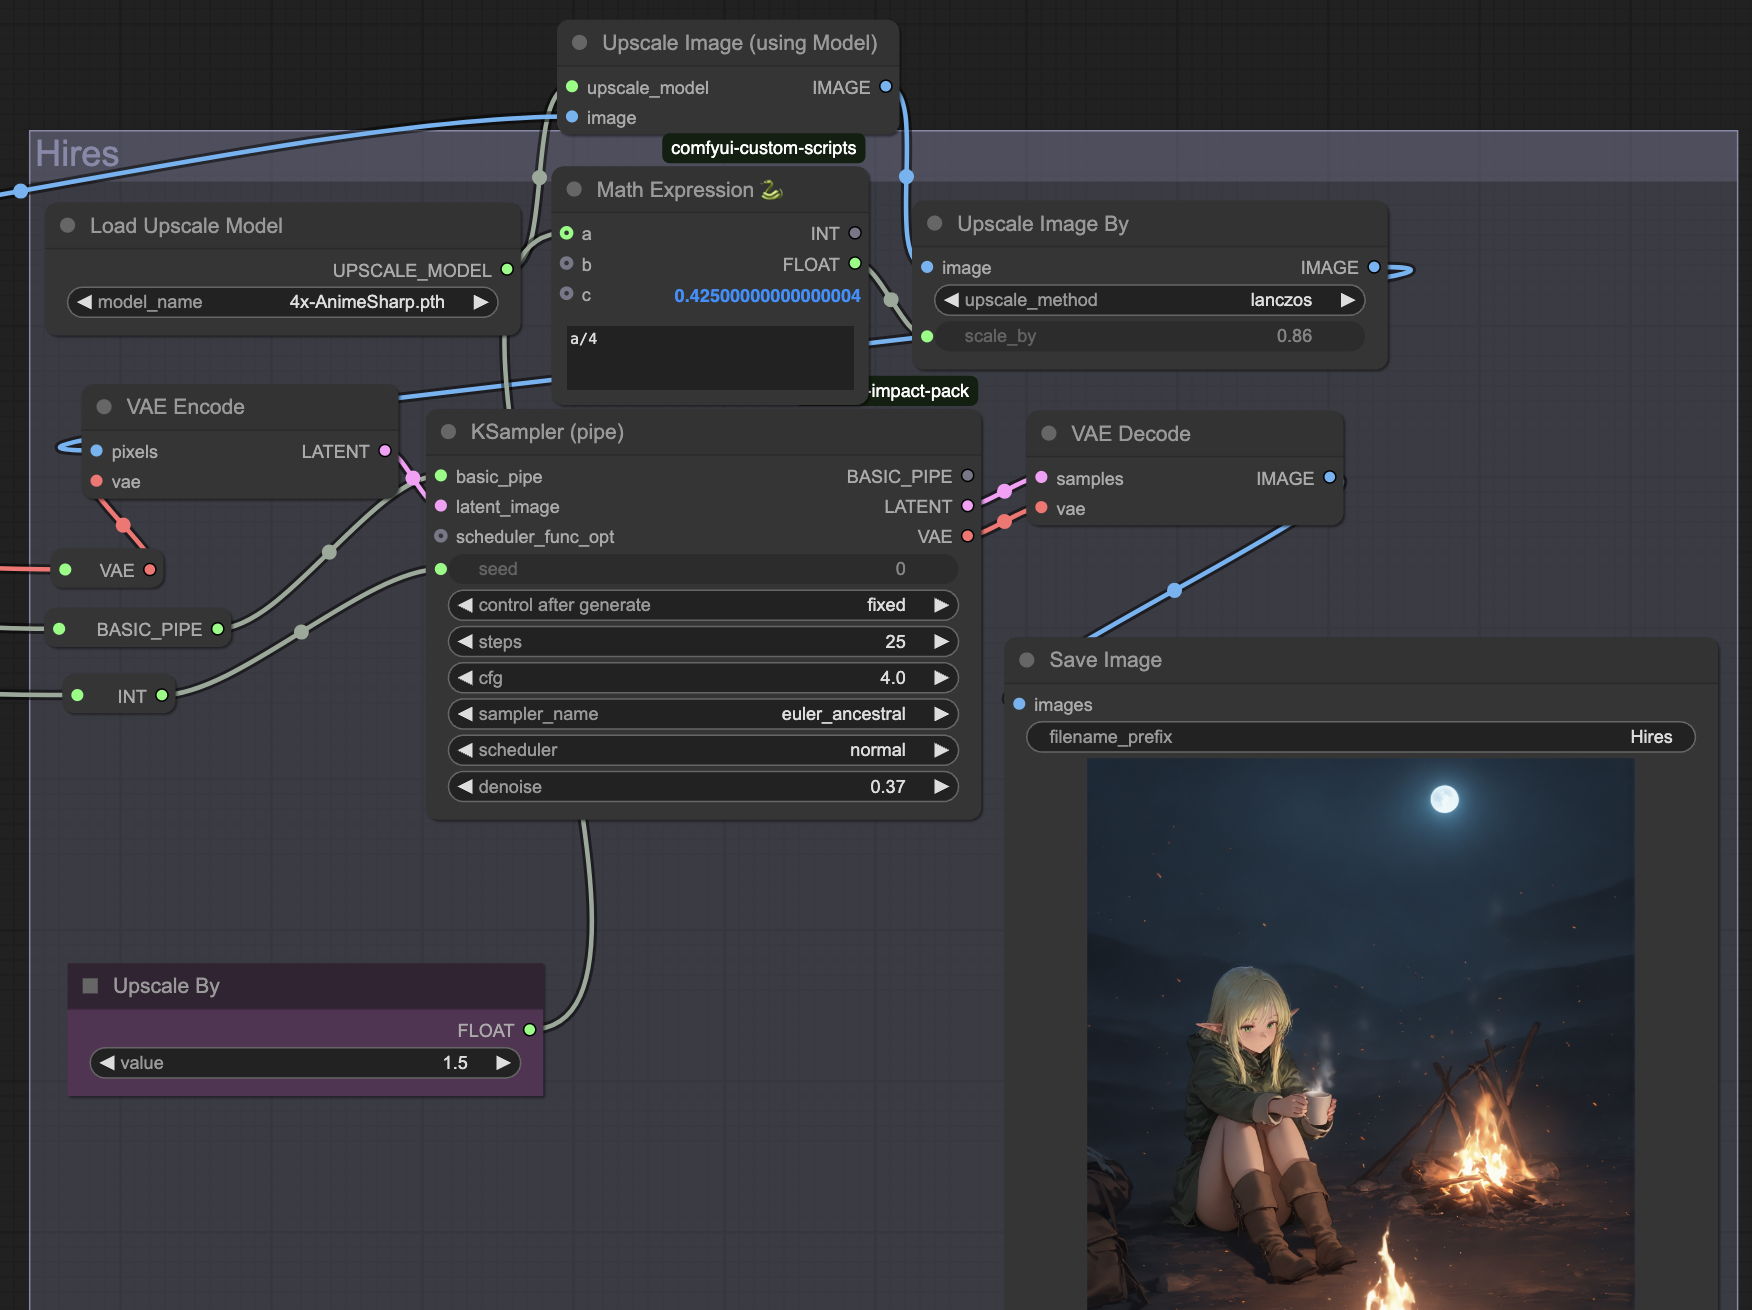 Upscale Image (using Model)
upscale_model IMAGE
image
Hires
comfyui-custom-scripts
Math Expression 🐍
a INT
b FLOAT
c 0.42500000000000004
a/4
Load Upscale Model
UPSCALE_MODEL
model_name 4x-AnimeSharp.pth
Upscale Image By
image IMAGE
upscale_method lanczos
scale_by 0.86
VAE Encode
pixels LATENT
vae
-impact-pack
KSampler (pipe)
basic_pipe BASIC_PIPE
latent_image LATENT
scheduler_func_opt VAE
seed 0
control after generate fixed
steps 25
cfg 4.0
sampler_name euler_ancestral
scheduler normal
denoise 0.37
VAE Decode
samples IMAGE
vae
VAE
BASIC_PIPE
INT
Save Image
images
filename_prefix Hires
Upscale By
FLOAT
value 1.5